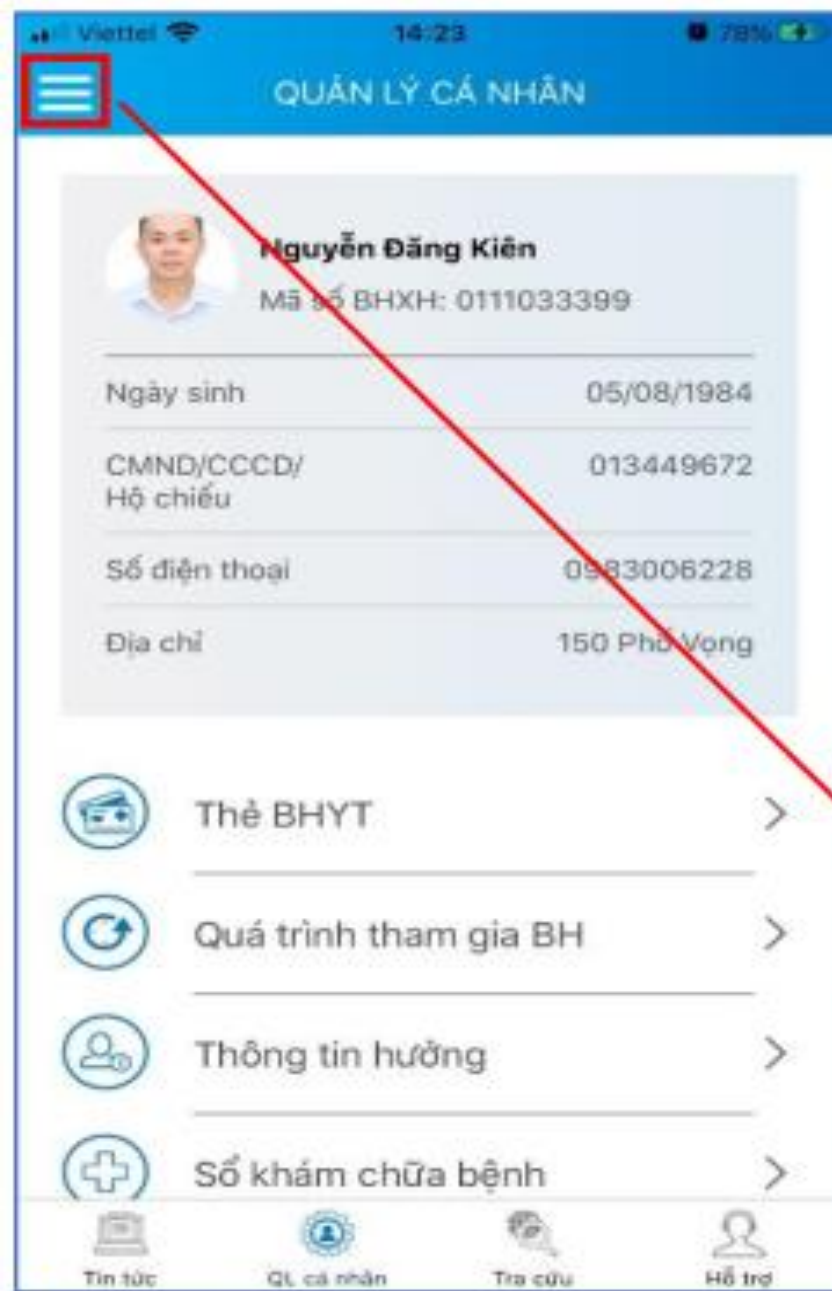 Viettel 14:23 78%
QUẢN LÝ CÁ NHÂN
Nguyễn Đăng Kiên
Mã số BHXH: 0111033399
Ngày sinh 05/08/1984
CMND/CCCD/ 013449672
Hộ chiếu
Số điện thoại 0983006228
Địa chỉ 150 Phố Vọng
Thẻ BHYT
Quá trình tham gia BH
Thông tin hưởng
Sổ khám chữa bệnh
Tin tức QL cá nhân Tra cứu Hỗ trợ